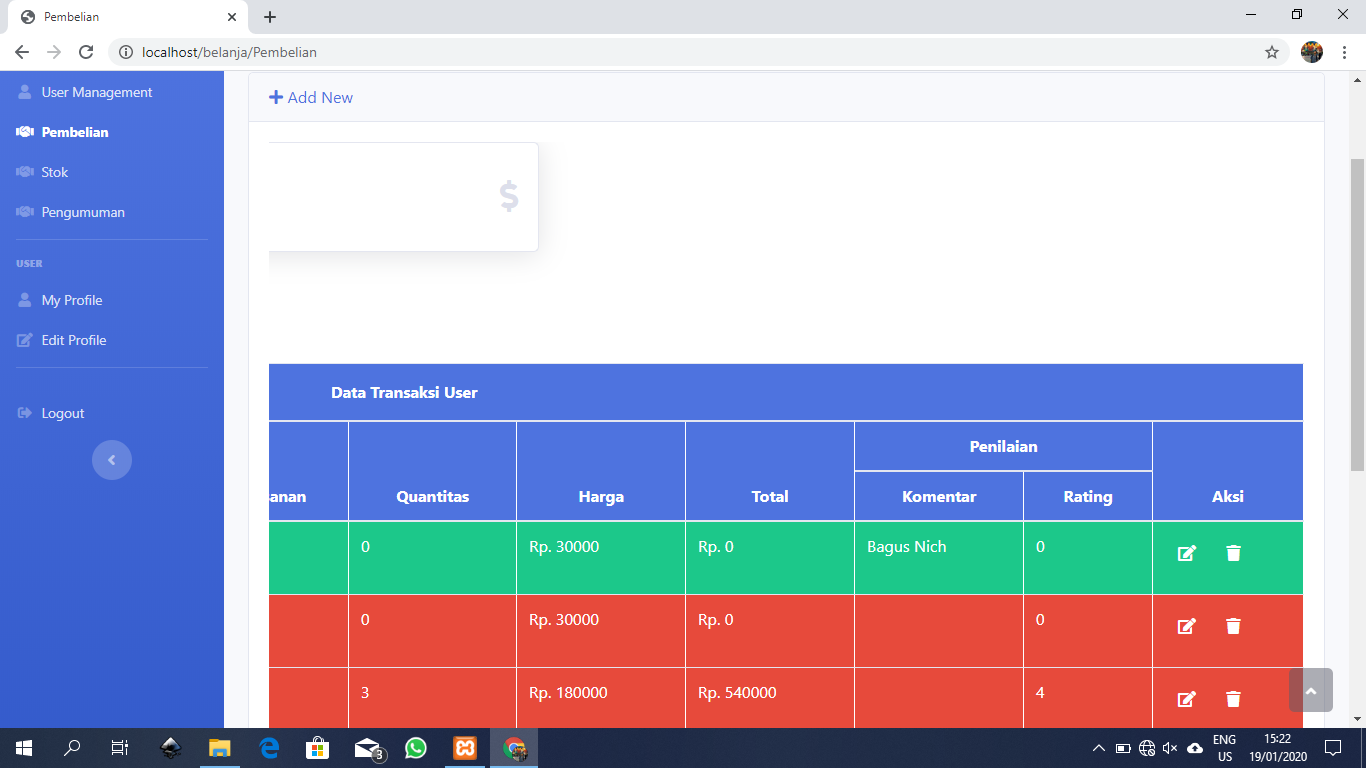 Pembelian
localhost/belanja/Pembelian
User Management
Pembelian
Stok
Pengumuman
USER
My Profile
Edit Profile
Logout
Add New
$
Data Transaksi User
anan Quantitas Harga Total Penilaian Aksi
Komentar Rating
0 Rp. 30000 Rp. 0 Bagus Nich 0
0 Rp. 30000 Rp. 0 0
3 Rp. 180000 Rp. 540000 4
3
ENG
US
15:22
19/01/2020